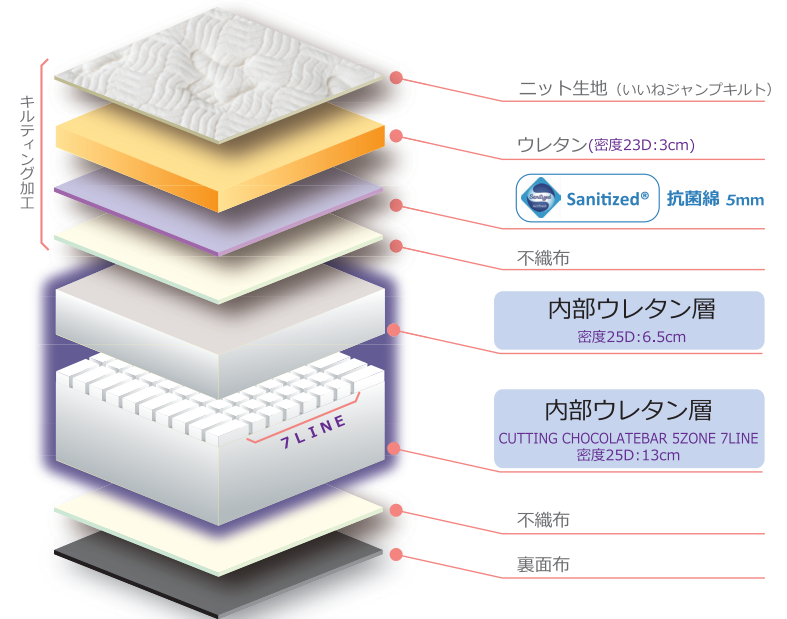 キルティング加工
ニット生地（いいねジャンプキルト）
ウレタン(密度23D:3cm)
Sanitized
Sanitized® 抗菌綿 5mm
不織布
内部ウレタン層
密度25D:6.5cm
内部ウレタン層
CUTTING CHOCOLATEBAR 5ZONE 7LINE
密度25D:13cm
7LINE
不織布
裏面布